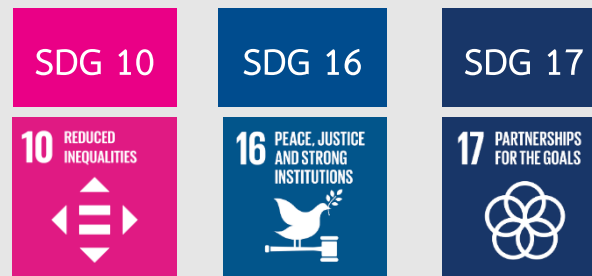 SDG 10
SDG 16
SDG 17
10 REDUCED
INEQUALITIES
16 PEACE, JUSTICE
AND STRONG
INSTITUTIONS
17 PARTNERSHIPS
FOR THE GOALS